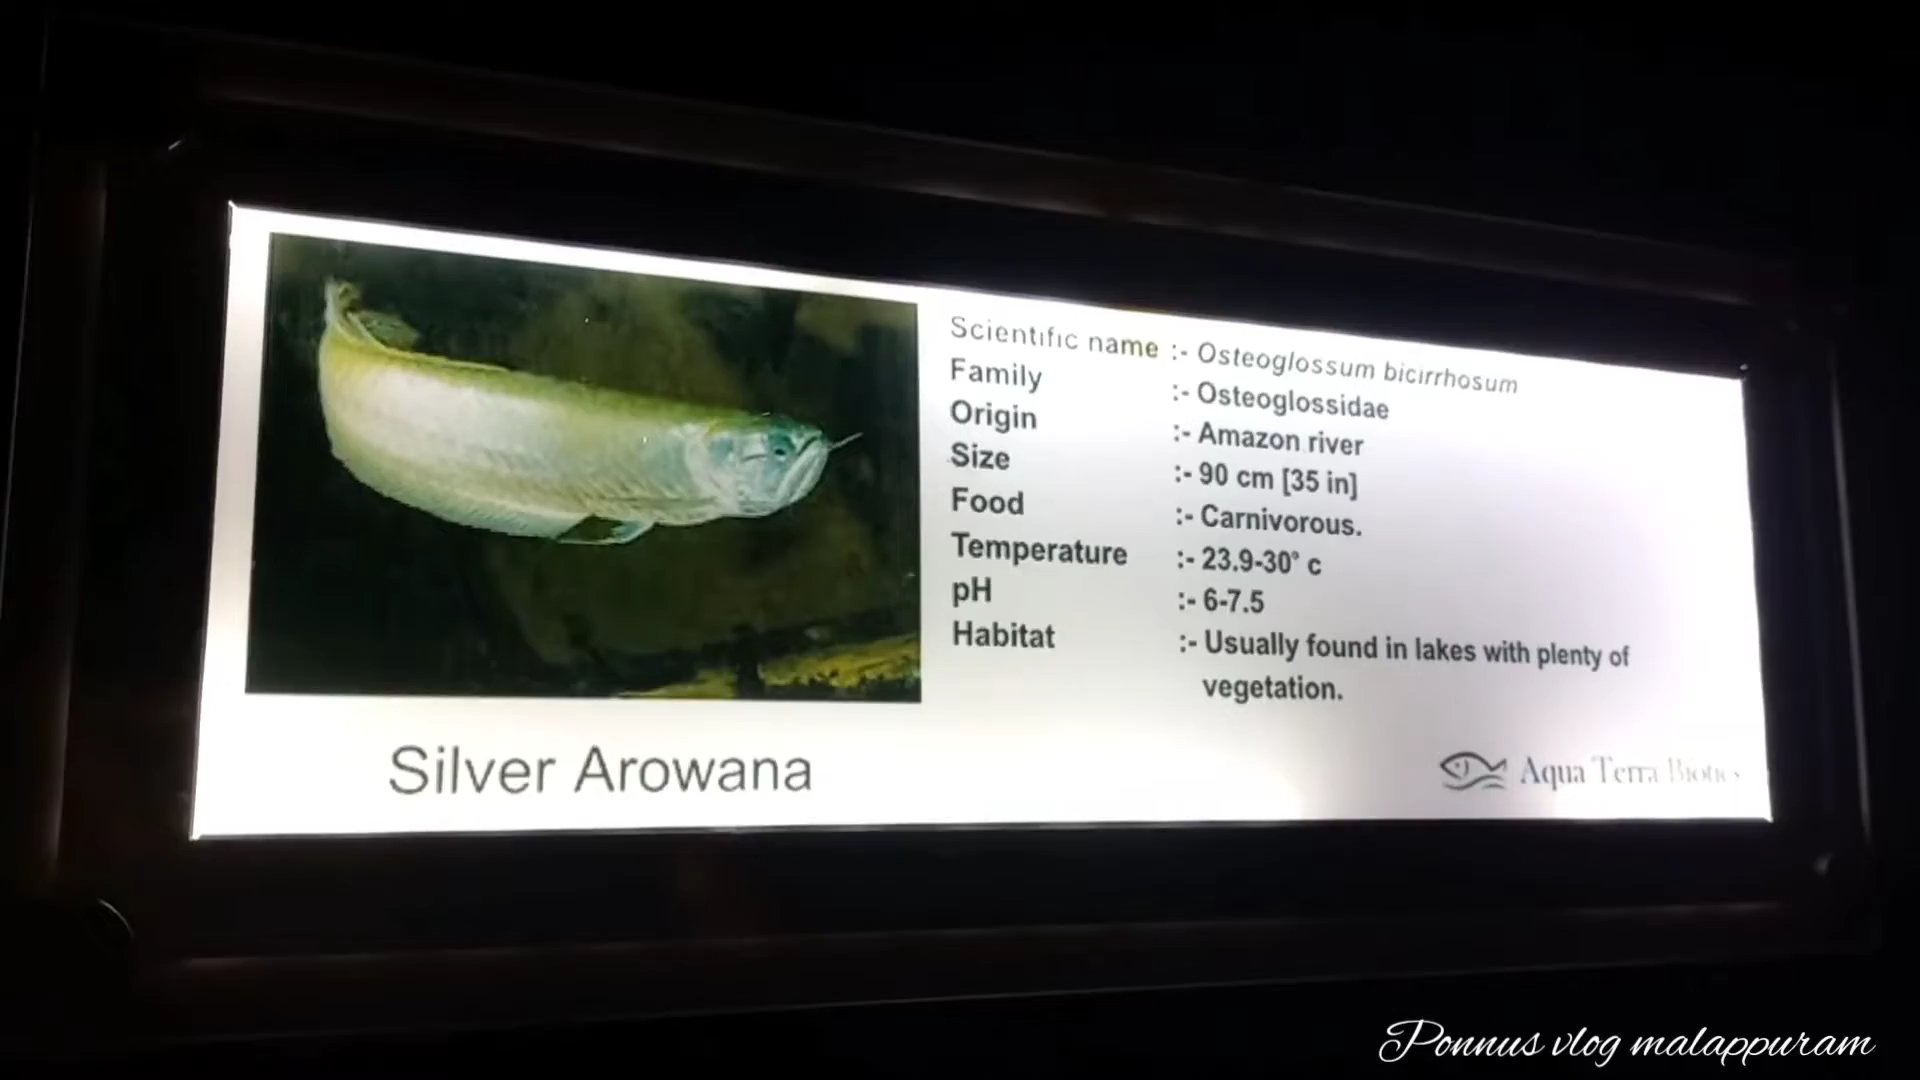 Scientific name :- Osteoglossum bicirrhosum
Family :- Osteoglossidae
Origin :- Amazon river
Size :- 90 cm [35 in]
Food :- Carnivorous.
Temperature :- 23.9-30° c
pH :- 6-7.5
Habitat :- Usually found in lakes with plenty of
vegetation.
Silver Arowana
Aqua Terra Biotics
Ponnus vlog malappuram